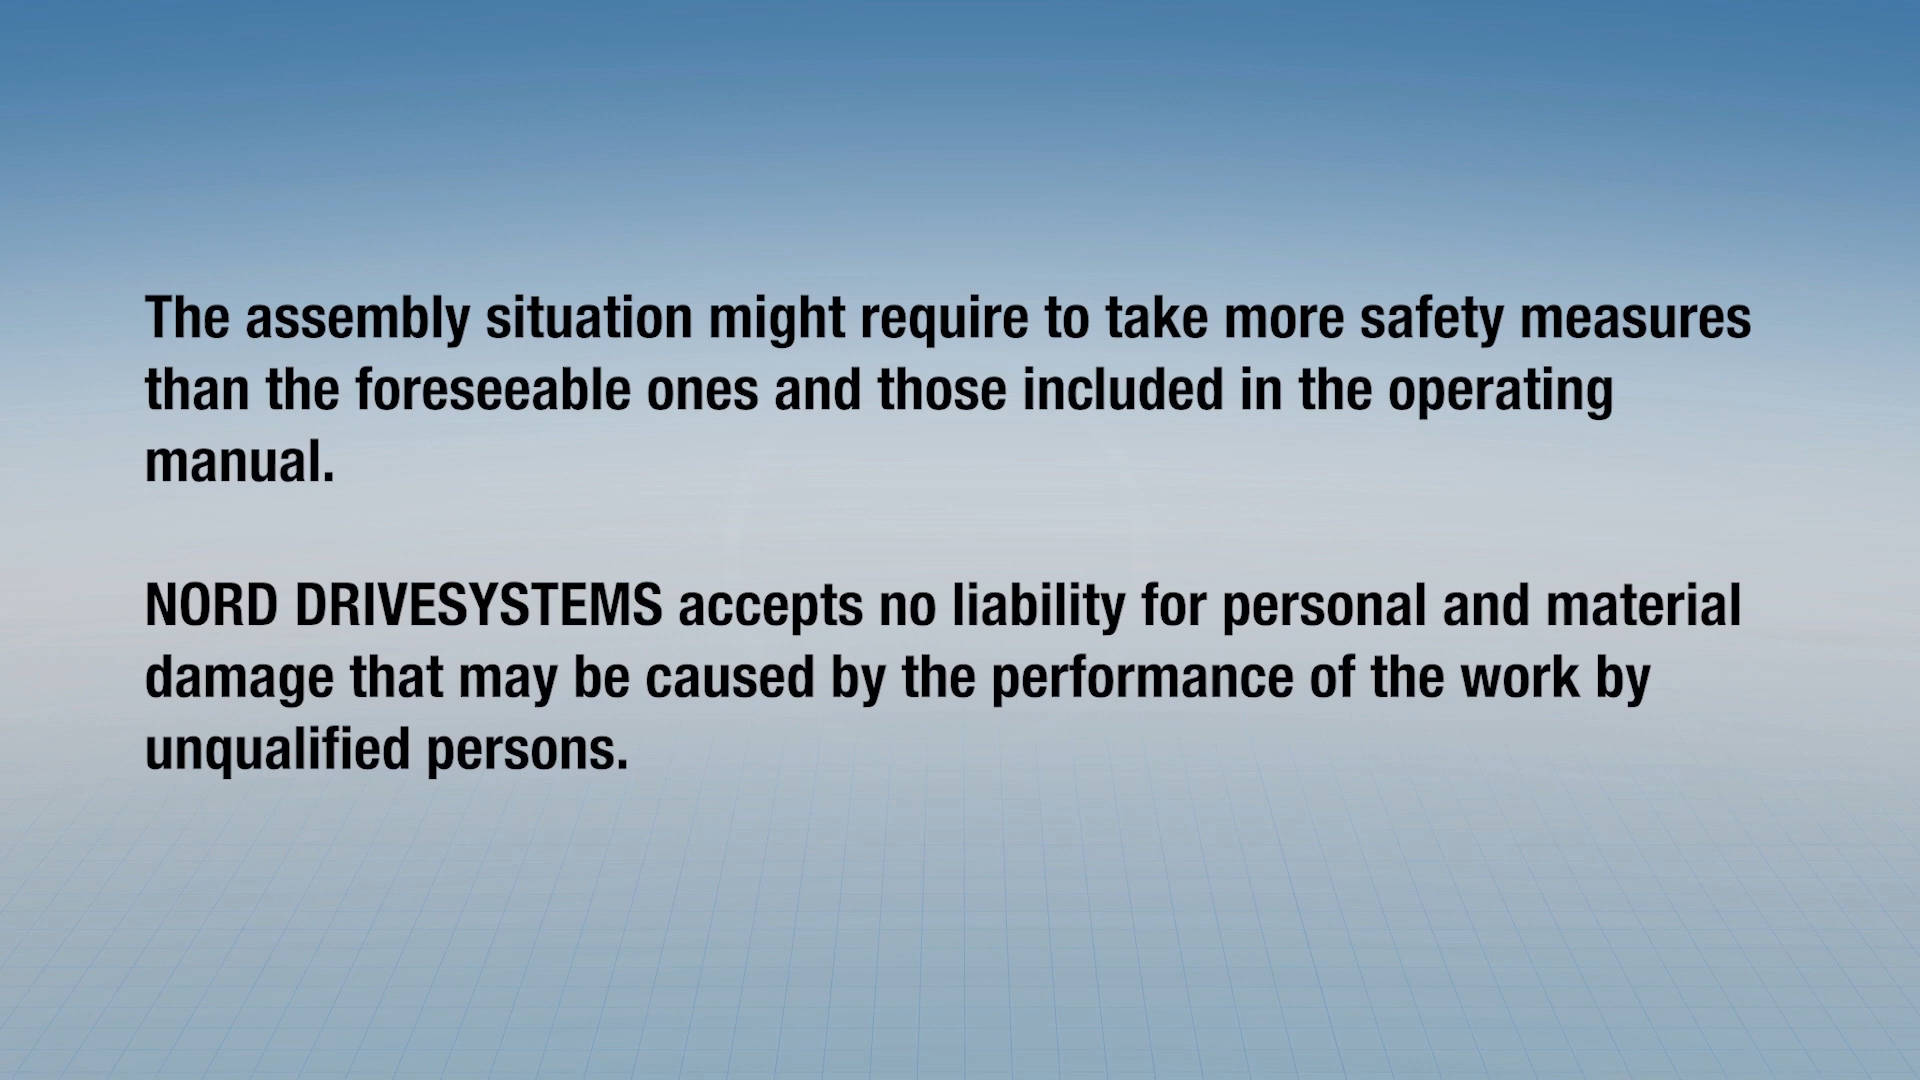 The assembly situation might require to take more safety measures
than the foreseeable ones and those included in the operating
manual.
NORD DRIVESYSTEMS accepts no liability for personal and material
damage that may be caused by the performance of the work by
unqualified persons.